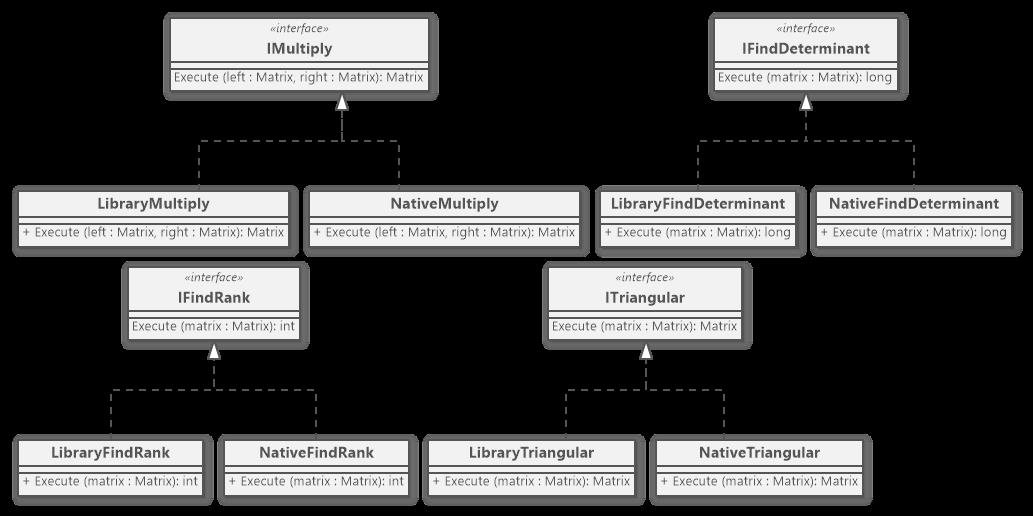 «interface»
IMultiply
Execute (left : Matrix, right : Matrix): Matrix
«interface»
IFindDeterminant
Execute (matrix : Matrix): long
LibraryMultiply
+ Execute (left : Matrix, right : Matrix): Matrix
NativeMultiply
+ Execute (left : Matrix, right : Matrix): Matrix
LibraryFindDeterminant
+ Execute (matrix : Matrix): long
NativeFindDeterminant
+ Execute (matrix : Matrix): long
«interface»
IFindRank
Execute (matrix : Matrix): int
«interface»
ITriangular
Execute (matrix : Matrix): Matrix
LibraryFindRank
+ Execute (matrix : Matrix): int
NativeFindRank
+ Execute (matrix : Matrix): int
LibraryTriangular
+ Execute (matrix : Matrix): Matrix
NativeTriangular
+ Execute (matrix : Matrix): Matrix